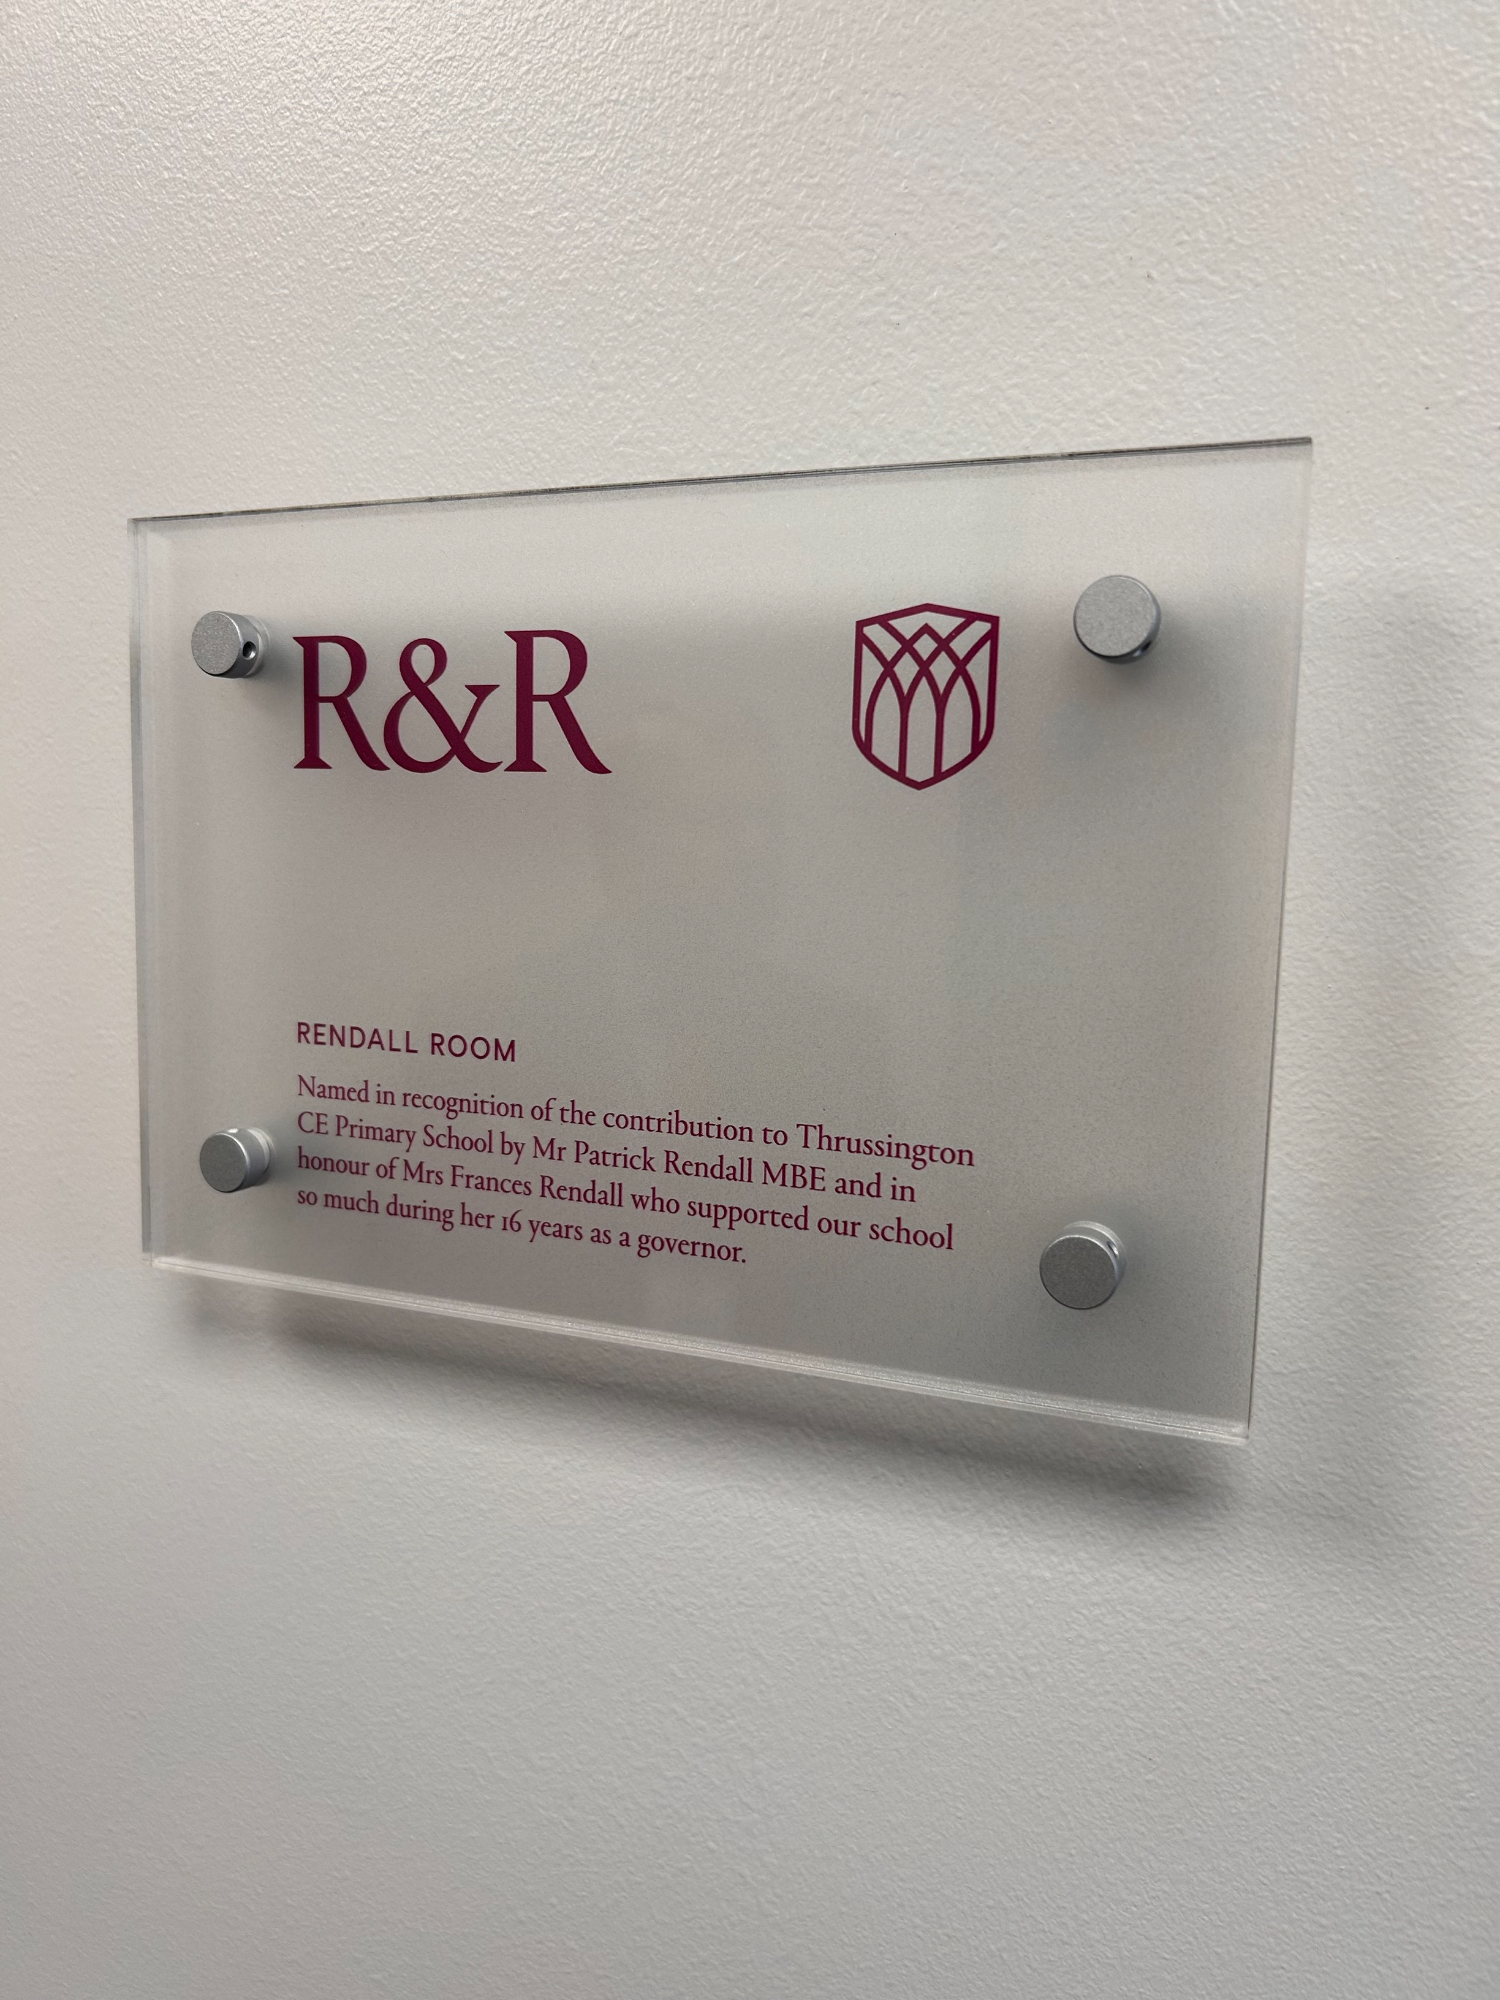 R&R
RENDALL ROOM
Named in recognition of the contribution to Thrussington
CE Primary School by Mr Patrick Rendall MBE and in
honour of Mrs Frances Rendall who supported our school
so much during her 16 years as a governor.